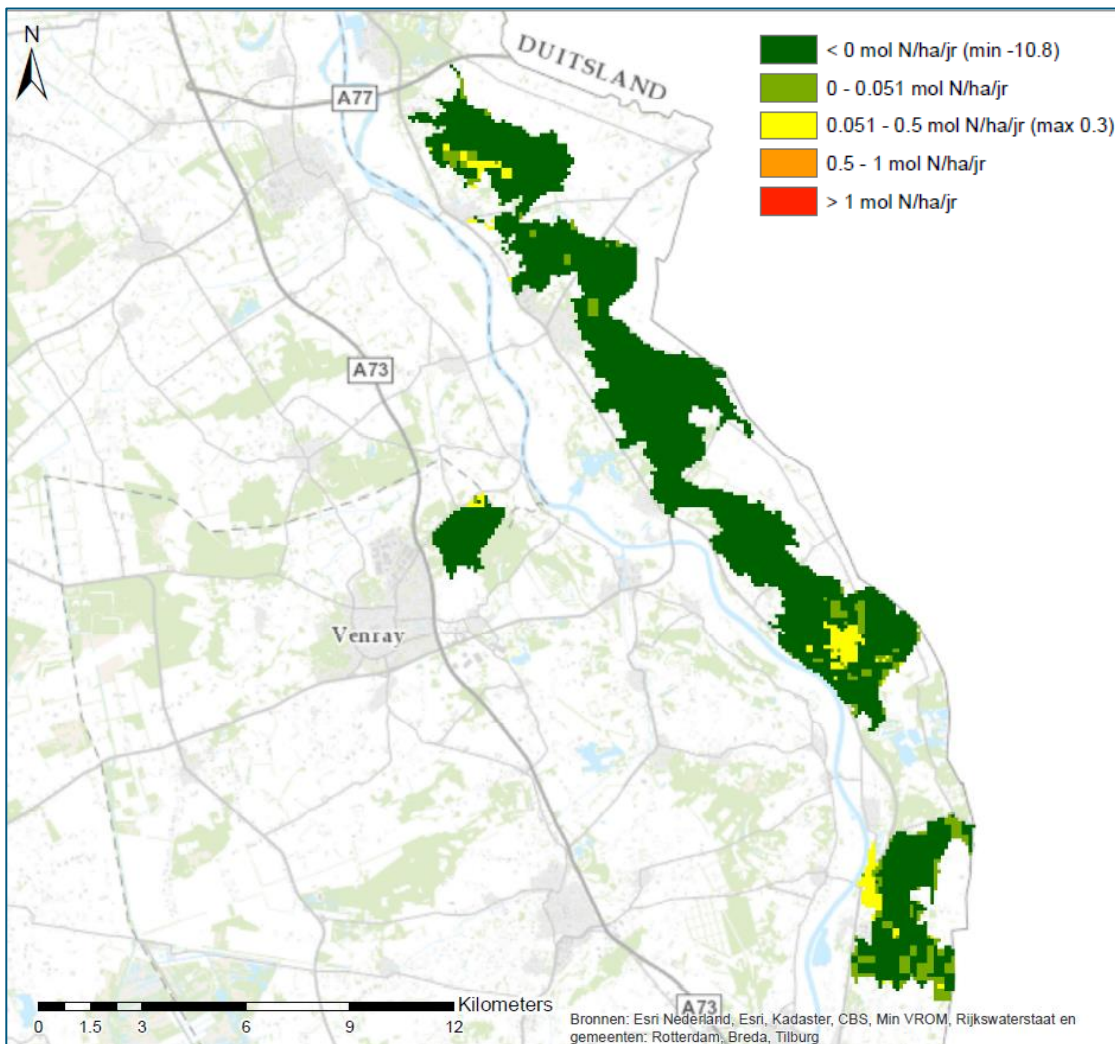 N
DUITSLAND
A77
< 0 mol N/ha/jr (min -10.8)
0 - 0.051 mol N/ha/jr
0.051 - 0.5 mol N/ha/jr (max 0.3)
0.5 - 1 mol N/ha/jr
> 1 mol N/ha/jr
A73
Venray
Kilometers
0 1.5 3 6 9 12
A73
Bronnen: Esri Nederland, Esri, Kadaster, CBS, Min VROM, Rijkswaterstaat en
gemeenten: Rotterdam, Breda, Tilburg